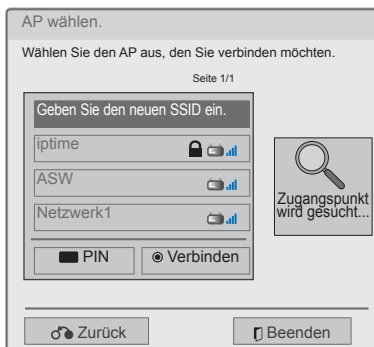 AP wählen.
Wählen Sie den AP aus, den Sie verbinden möchten.
Seite 1/1
Geben Sie den neuen SSID ein.
iptime
ASW
Netzwerk1
Zugangspunkt
wird gesucht...
PIN
Verbinden
Zurück
Beenden